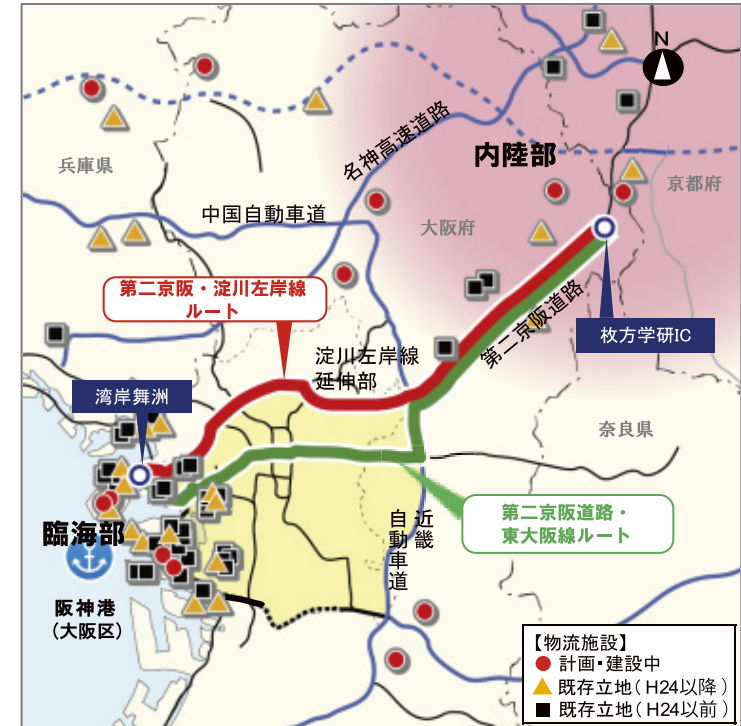 N
名神高速道路
内陸部
兵庫県
京都府
中国自動車道
大阪府
第二京阪・淀川左岸線
ルート
第二京阪道路
枚方学研IC
淀川左岸線
延伸部
湾岸舞洲
奈良県
第二京阪道路・
東大阪線ルート
近畿
自動車道
臨海部
阪神港
（大阪区）
【物流施設】
計画・建設中
既存立地（H24以降）
既存立地（H24以前）